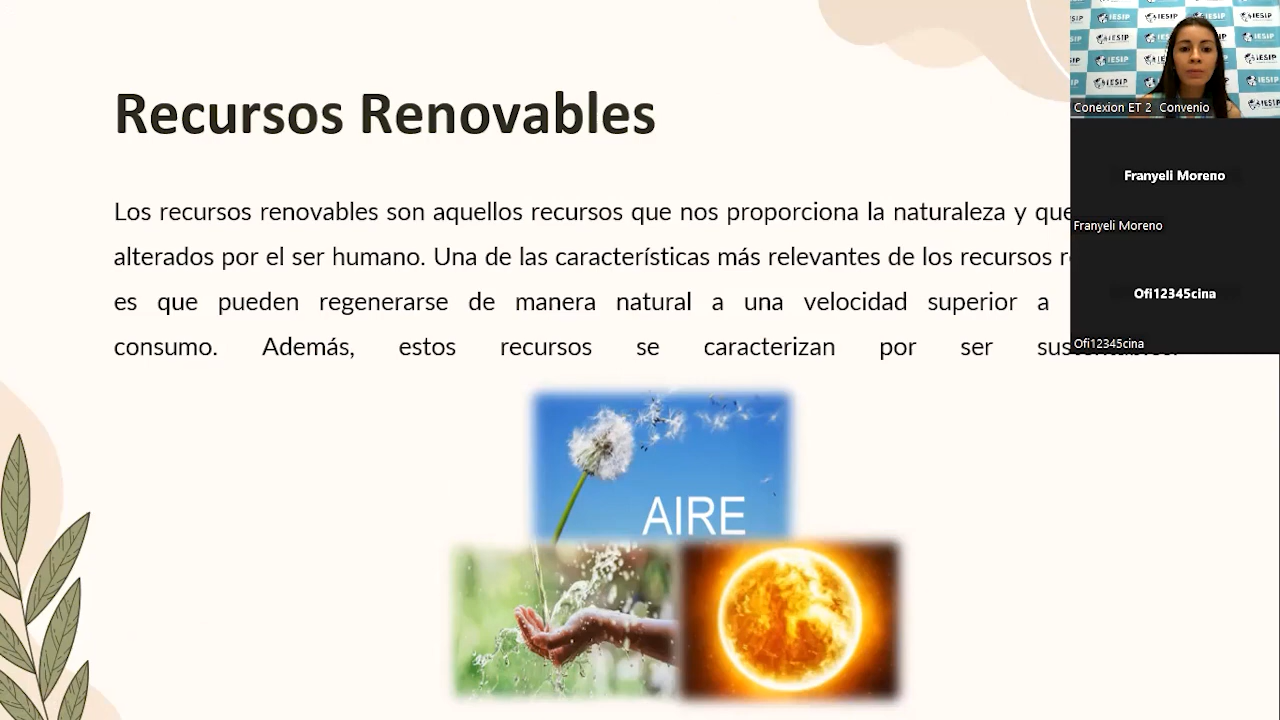 Recursos Renovables
Los recursos renovables son aquellos recursos que nos proporciona la naturaleza y que
alterados por el ser humano. Una de las características más relevantes de los recursos
es que pueden regenerarse de manera natural a una velocidad superior a
consumo. Además, estos recursos se caracterizan por ser
AIRE
IESIP
Conexion ET 2 Convenio
Franyeli Moreno
Franyeli Moreno
Ofi12345cina
Ofi12345cina